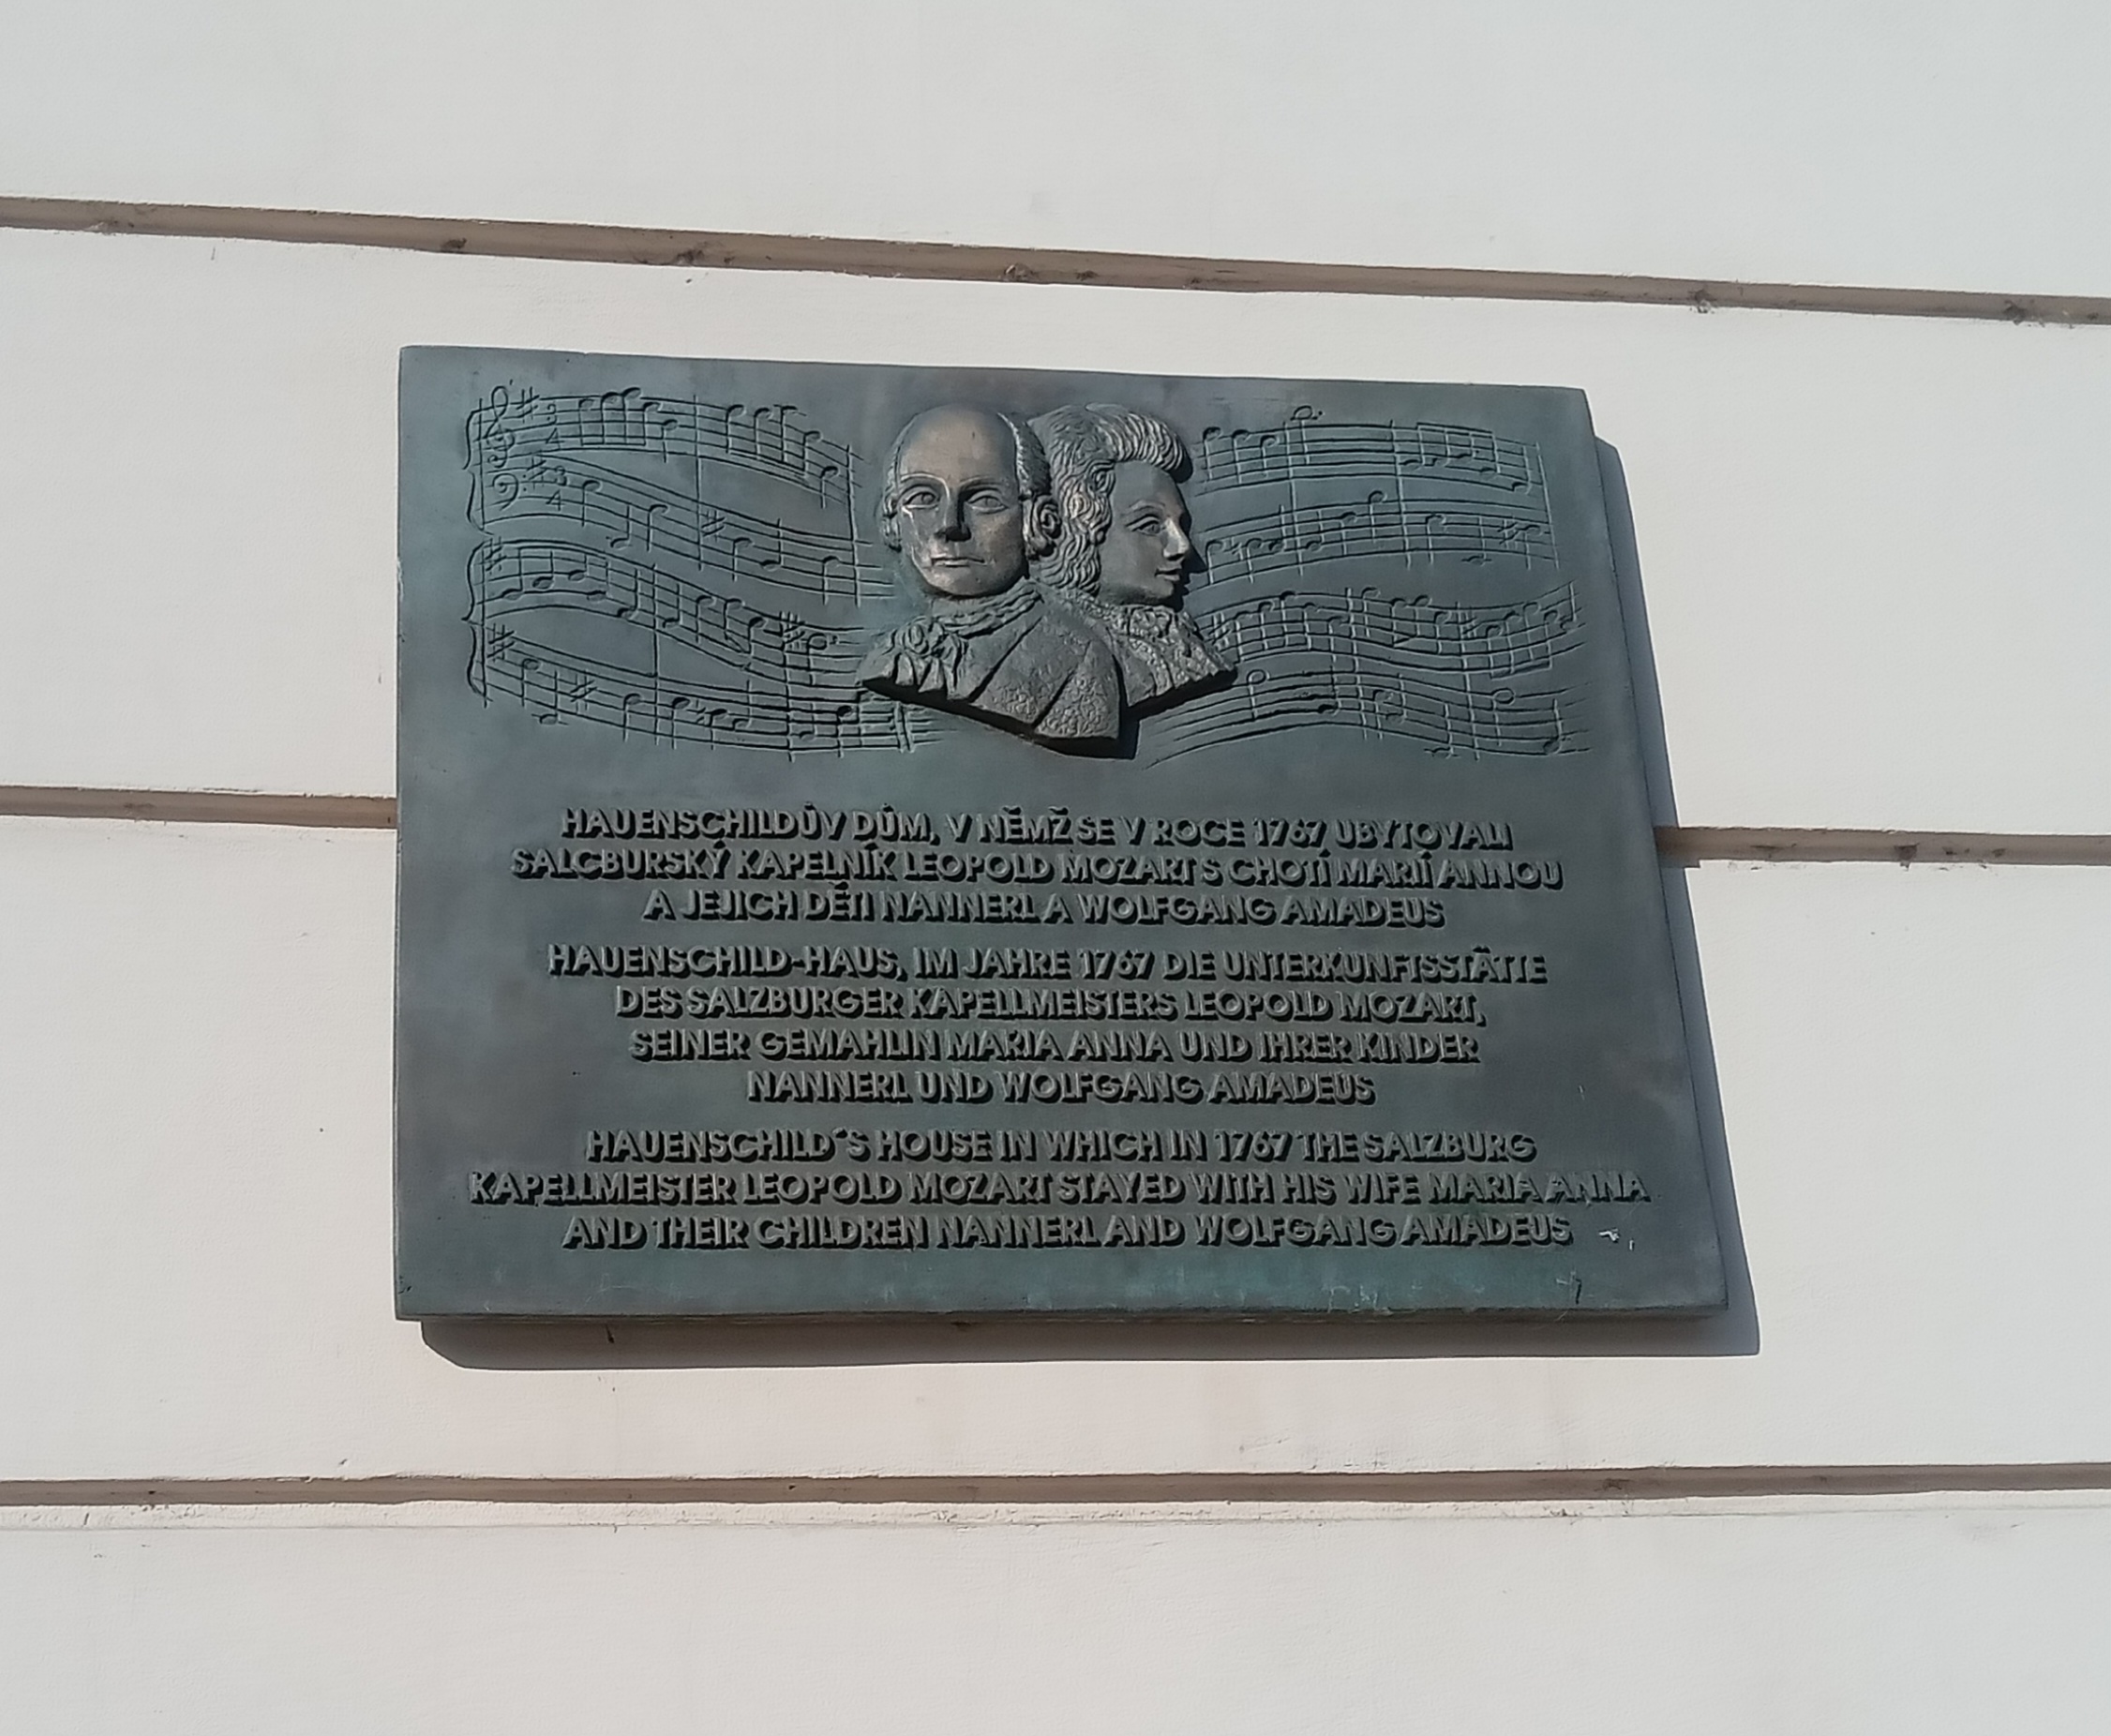 HAUENSCHILDŮV DŮM, V NĚMŽ SE V ROCE 1767 UBYTOVALI
SALCBURSKÝ KAPELNÍK LEOPOLD MOZART S CHOTÍ MARIÍ ANNOU
A JEJICH DĚTI NANNERL A WOLFGANG AMADEUS
HAUENSCHILD-HAUS, IM JAHRE 1767 DIE UNTERKUNFTSSTÄTTE
DES SALZBURGER KAPELLMEISTERS LEOPOLD MOZART,
SEINER GEMAHLIN MARIA ANNA UND IHRER KINDER
NANNERL UND WOLFGANG AMADEUS
HAUENSCHILD´S HOUSE IN WHICH IN 1767 THE SALZBURG
KAPELLMEISTER LEOPOLD MOZART STAYED WITH HIS WIFE MARIA ANNA
AND THEIR CHILDREN NANNERL AND WOLFGANG AMADEUS